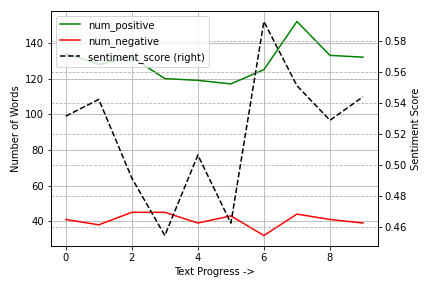 num_positive
num_negative
sentiment_score (right)
140
120
100
80
60
40
Number of Words
0.58
0.56
0.54
0.52
0.50
0.48
0.46
Sentiment Score
0 2 4 6 8
Text Progress ->